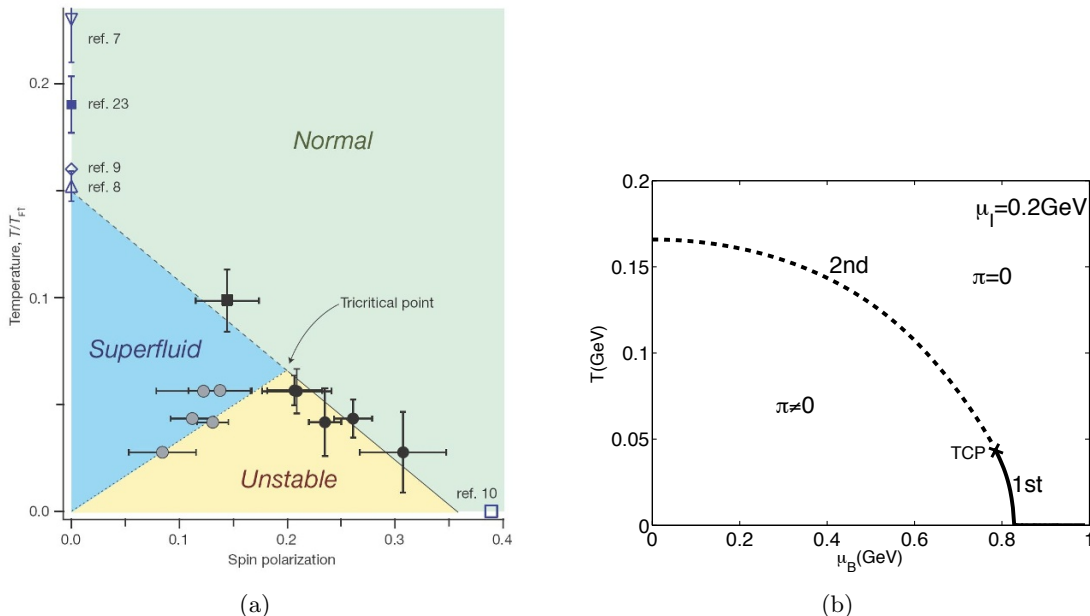 ref. 7
0.2
ref. 23
Normal
ref. 9
ref. 8
Temperature, T/T_F↑
0.1
Tricritical point
Superfluid
Unstable
ref. 10
0.0
0.0 0.1 0.2 0.3 0.4
Spin polarization
(a)
0.2
μ_I=0.2GeV
2nd
0.15
π=0
T(GeV)
0.1
π≠0
0.05
TCP
1st
0
0 0.2 0.4 0.6 0.8 1
μ_B(GeV)
(b)